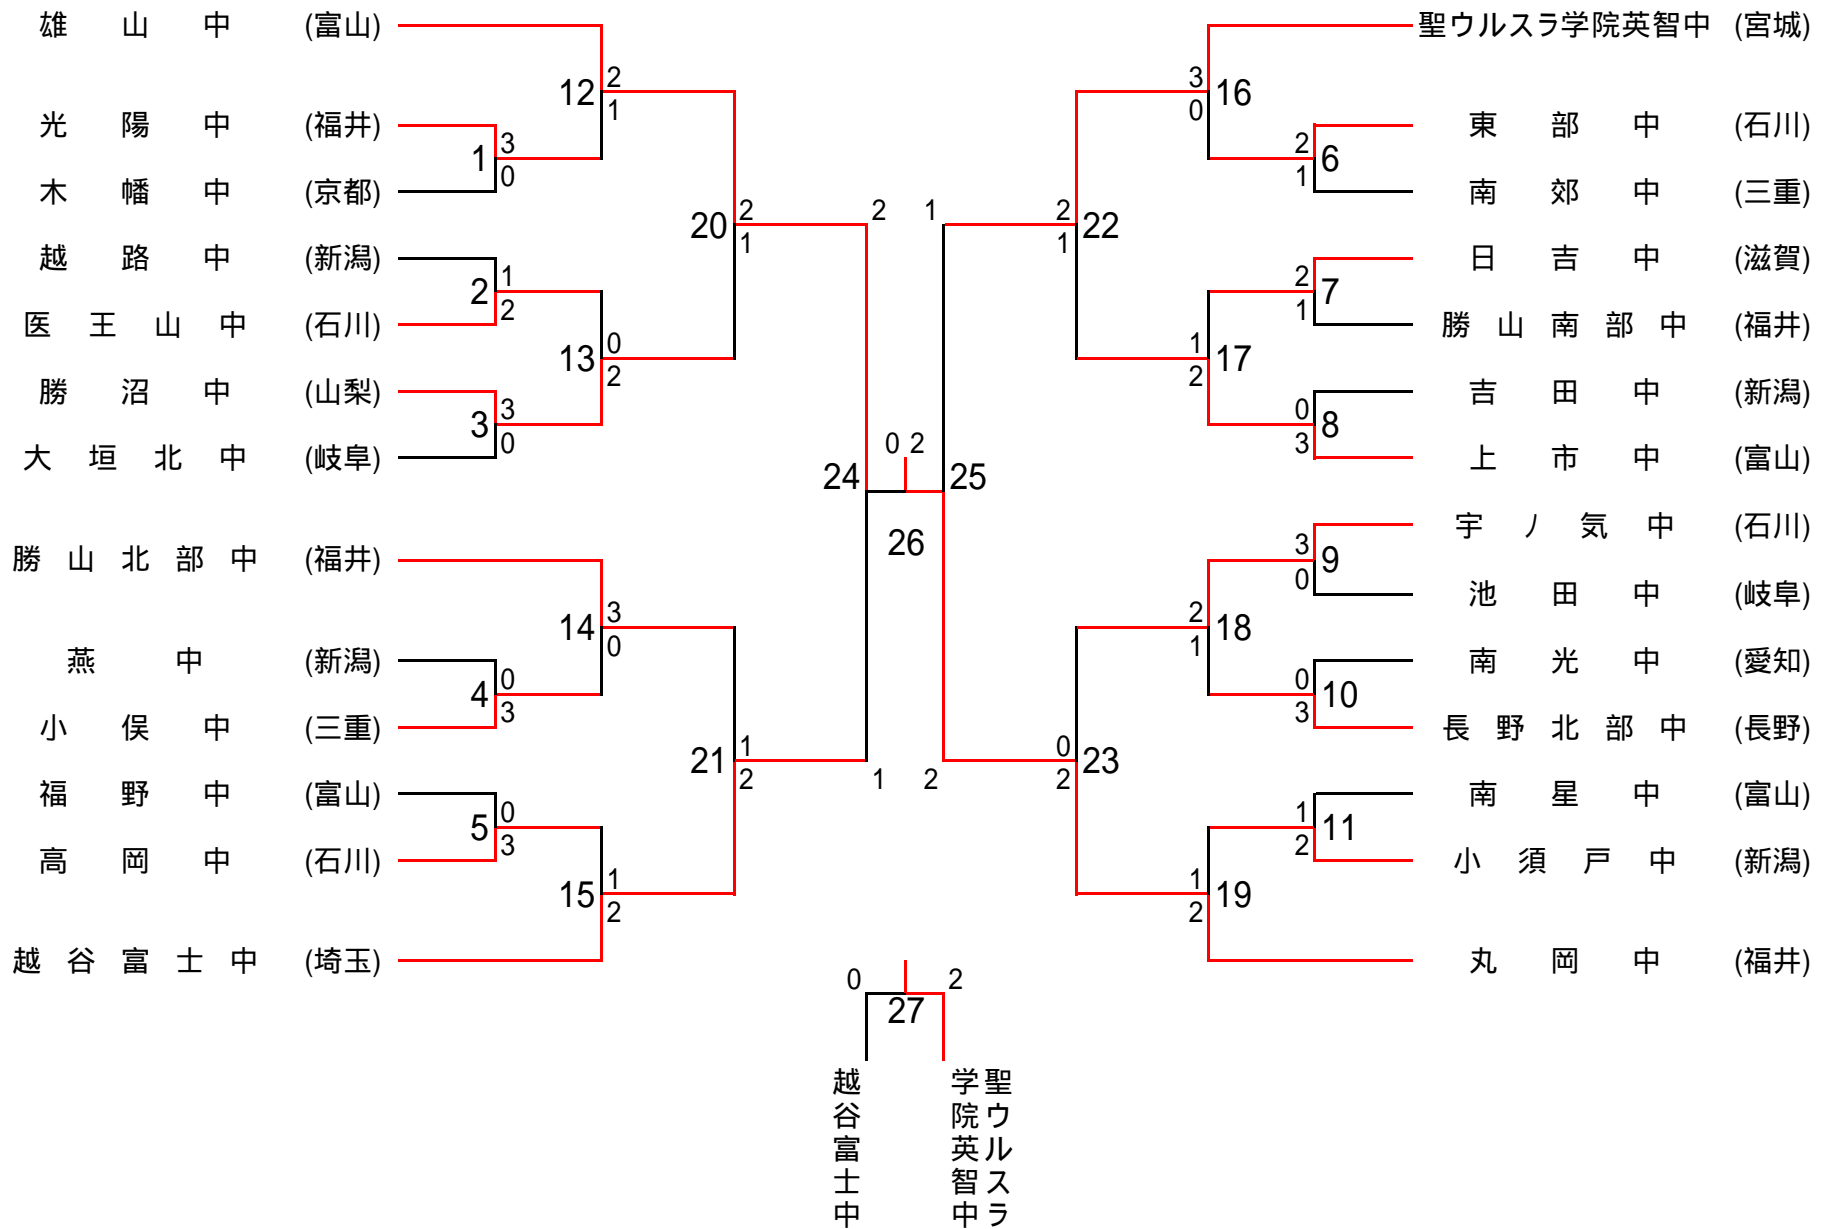 雄山中 (富山)
光陽中 (福井)
木幡中 (京都)
越路中 (新潟)
医王山中 (石川)
勝沼中 (山梨)
大垣北中 (岐阜)
勝山北部中 (福井)
燕中 (新潟)
小俣中 (三重)
福野中 (富山)
高岡中 (石川)
越谷富士中 (埼玉)
1 3 0
2 1 2
3 3 0
4 0 3
5 0 3
12 2 1
13 0 2
14 3 0
15 1 2
20 2 1
21 1 2
24 2 1
0 2
26
25 1 2
22 2 1
23 0 2
16 3 0
17 1 2
18 2 1
19 1 2
6 2 1
7 2 1
8 0 3
9 3 0
10 0 3
11 1 2
聖ウルスラ学院英智中 (宮城)
東部中 (石川)
南郊中 (三重)
日吉中 (滋賀)
勝山南部中 (福井)
吉田中 (新潟)
上市中 (富山)
宇ノ気中 (石川)
池田中 (岐阜)
南光中 (愛知)
長野北部中 (長野)
南星中 (富山)
小須戸中 (新潟)
丸岡中 (福井)
0 27 2
越谷富士中
聖ウルスラ
学院英智中